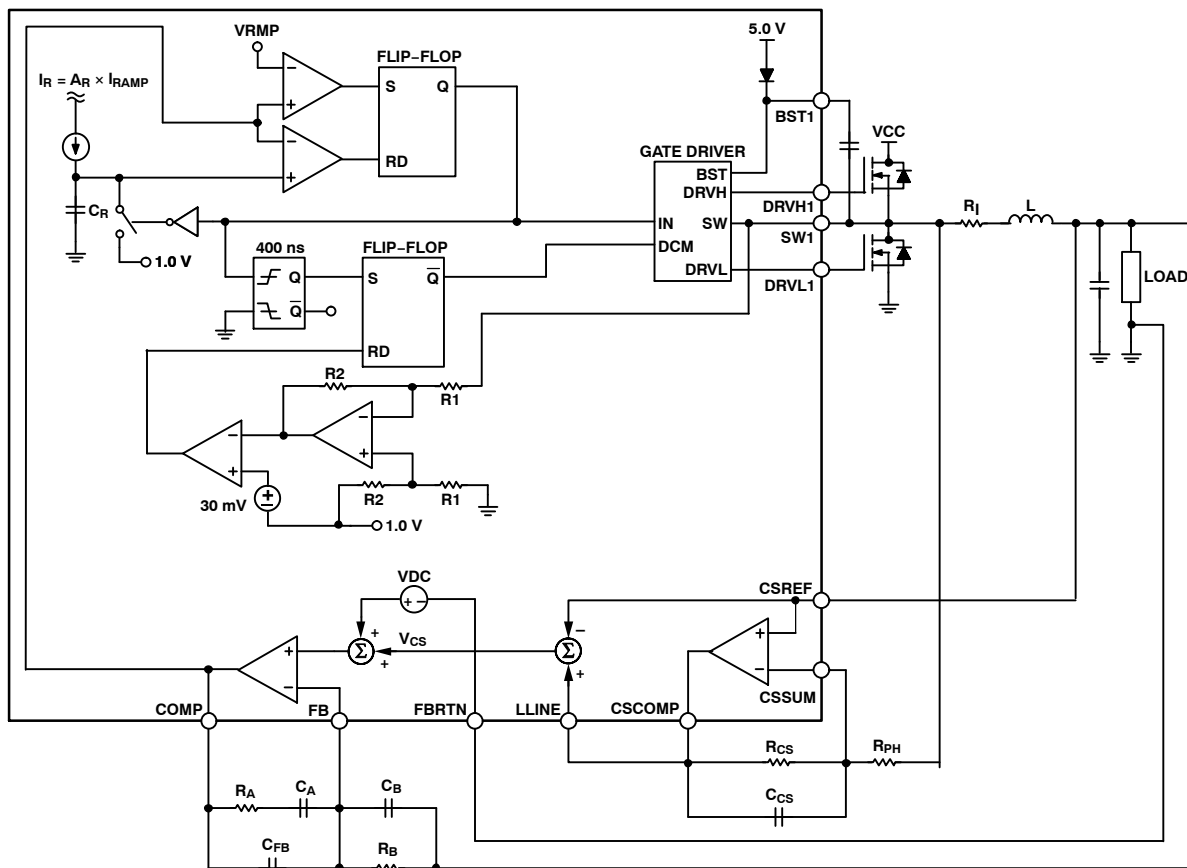 VRMP
5.0 V
FLIP−FLOP
I_R = A_R × I_RAMP
−
S
Q
+
BST1
VCC
−
GATE DRIVER
RD
BST
+
DRVH
C_R
DRVH1
R_I
L
IN
SW
SW1
400 ns
FLIP−FLOP
DCM
1.0 V
Q
S
Q
DRVL
DRVL1
LOAD
Q
RD
R2
R1
−
−
+
+
30 mV
+
−
R2
R1
1.0 V
VDC
CSREF
+ −
−
+
V_CS
+
+
Σ
Σ
−
−
+
+
CSSUM
COMP
FB
FBRTN
LLINE
CSCOMP
R_CS
R_PH
R_A
C_A
C_B
C_CS
C_FB
R_B